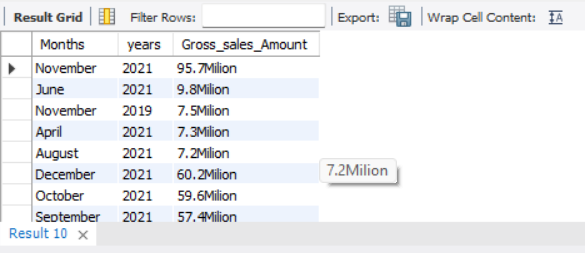 Result Grid Filter Rows: Export: Wrap Cell Content: IA
Months years Gross_sales_Amount
November 2021 95.7Milion
June 2021 9.8Milion
November 2019 7.5Milion
April 2021 7.3Milion
August 2021 7.2Milion
December 2021 60.2Milion
7.2Milion
October 2021 59.6Milion
September 2021 57.4Milion
Result 10 ×